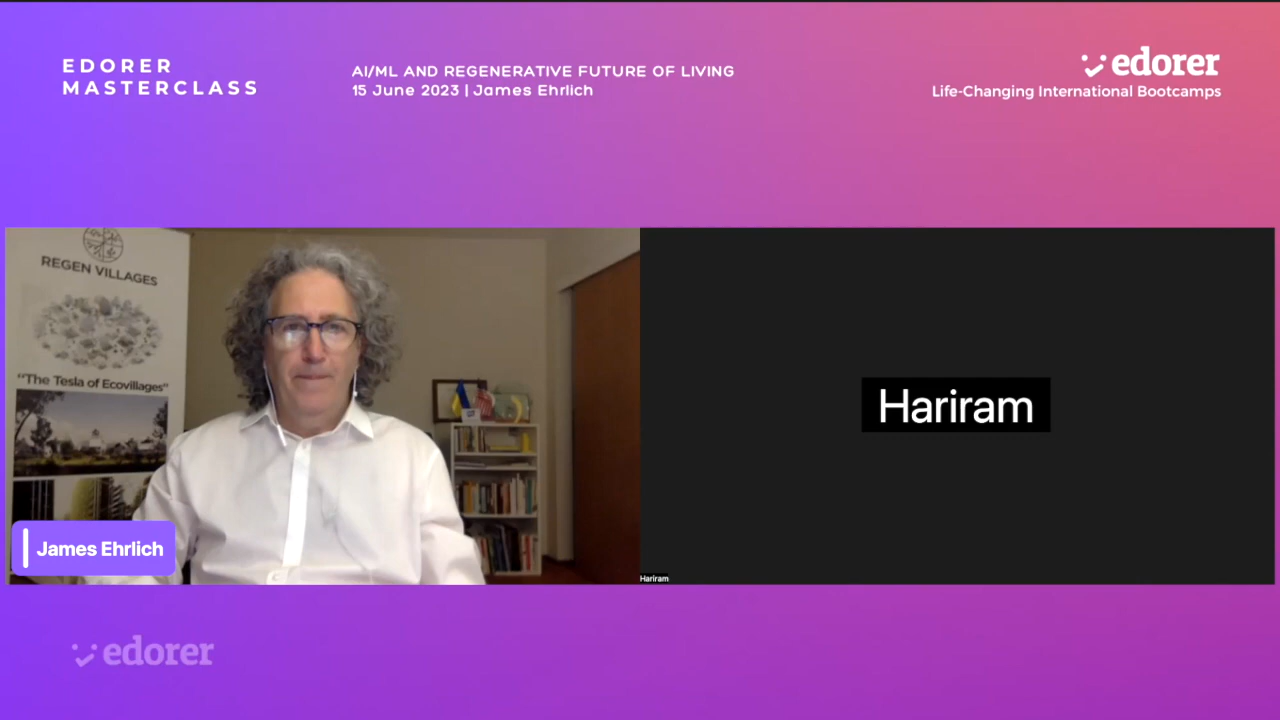 EDORER
MASTERCLASS
AI/ML AND REGENERATIVE FUTURE OF LIVING
15 June 2023 | James Ehrlich
edorer
Life-Changing International Bootcamps
REGEN VILLAGES
"The Tesla of Ecovillages"
James Ehrlich
Hariram
Hariram
edorer